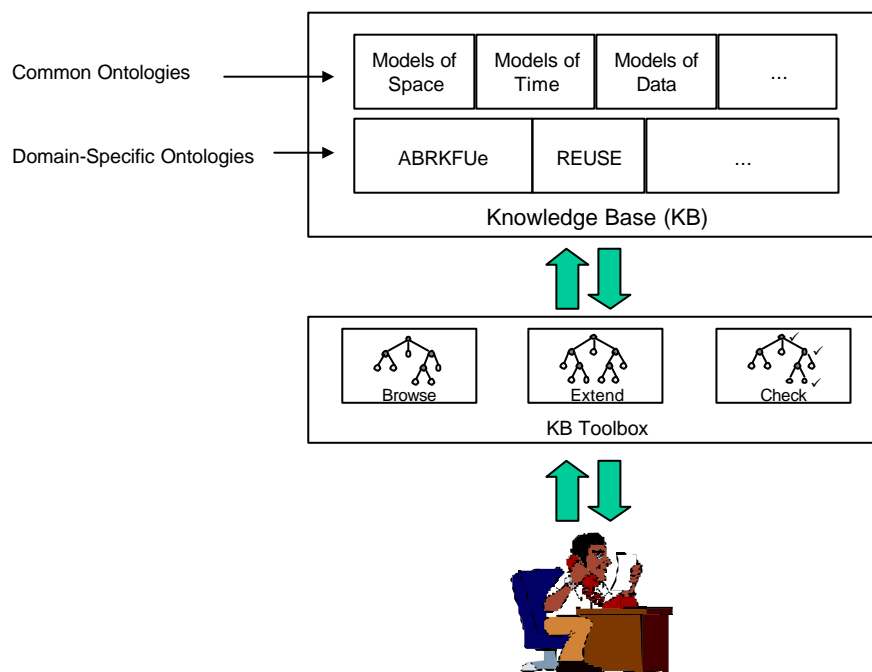 Common Ontologies
Models of
Space
Models of
Time
Models of
Data
...
Domain-Specific Ontologies
ABRKFUe
REUSE
...
Knowledge Base (KB)
Browse
Extend
Check
KB Toolbox